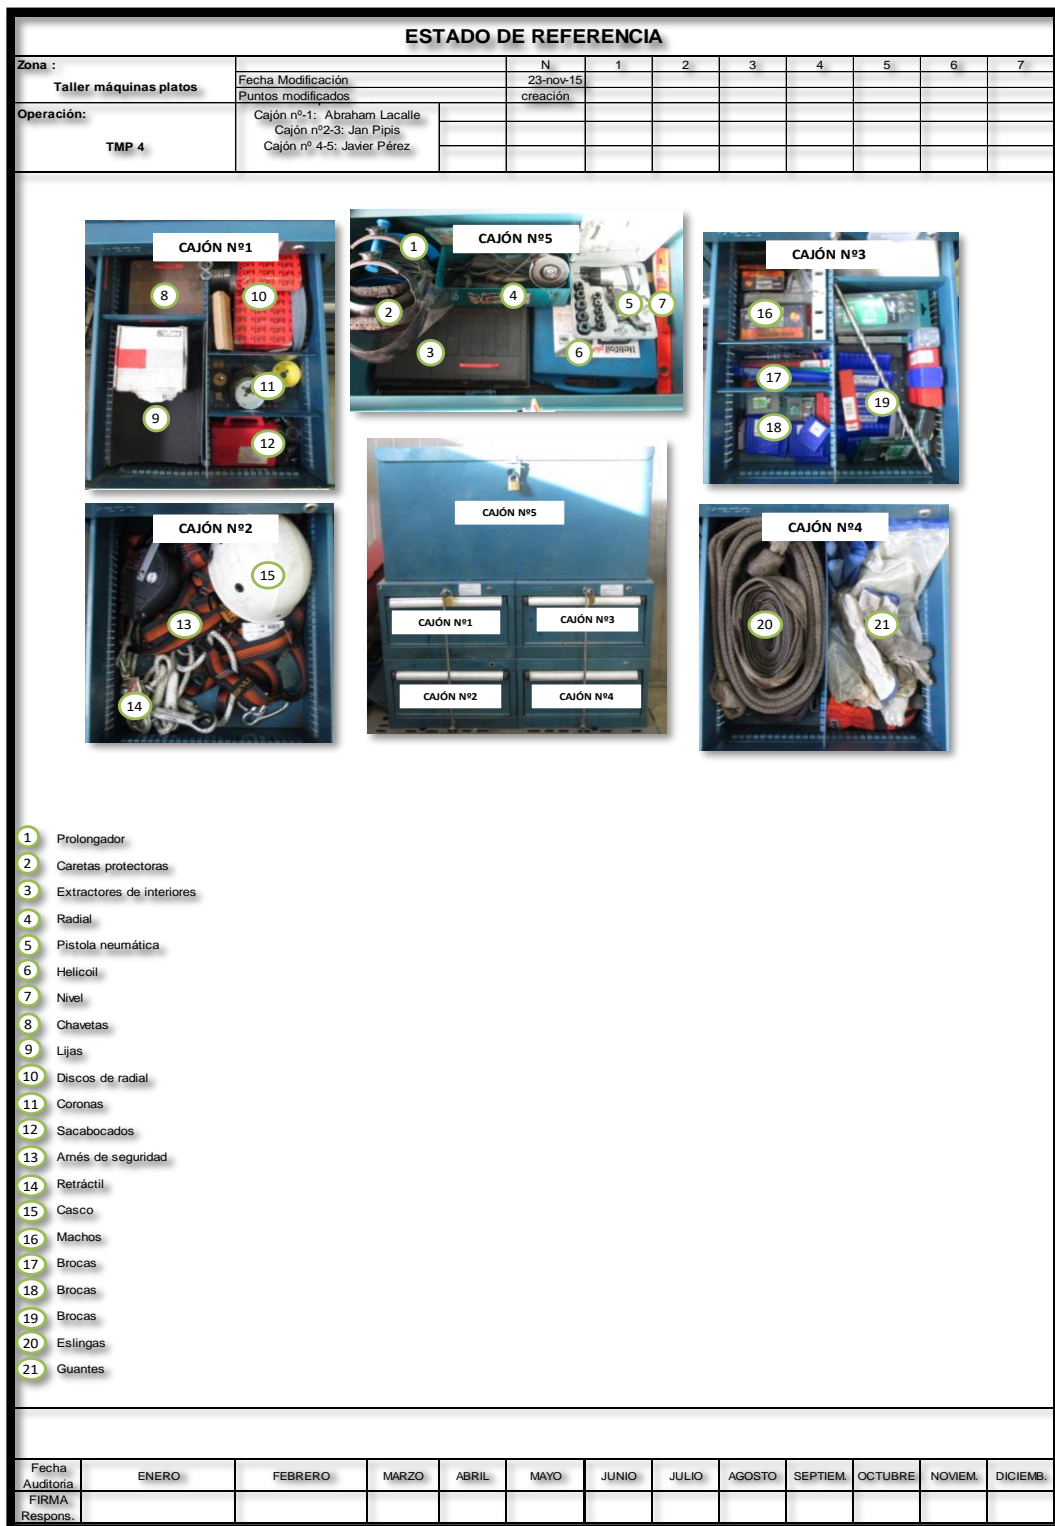 ESTADO DE REFERENCIA
Zona :
Taller máquinas platos
N 1 2 3 4 5 6 7
Fecha Modificación 23-nov-15
Puntos modificados creación
Operación:
TMP 4
Cajón nº-1: Abraham Lacalle
Cajón nº2-3: Jan Pipis
Cajón nº 4-5: Javier Pérez
CAJÓN Nº1
8
10
11
9
12
CAJÓN Nº5
1
2
3
4
5
7
6
HeliCoil
CAJÓN Nº3
16
17
18
19
CAJÓN Nº2
15
13
14
CAJÓN Nº5
CAJÓN Nº1
CAJÓN Nº3
CAJÓN Nº2
CAJÓN Nº4
CAJÓN Nº4
20
21
1 Prolongador
2 Caretas protectoras
3 Extractores de interiores
4 Radial
5 Pistola neumática
6 Helicoil
7 Nivel
8 Chavetas
9 Lijas
10 Discos de radial
11 Coronas
12 Sacabocados
13 Arnés de seguridad
14 Retráctil
15 Casco
16 Machos
17 Brocas
18 Brocas
19 Brocas
20 Eslingas
21 Guantes
Fecha Auditoria ENERO FEBRERO MARZO ABRIL MAYO JUNIO JULIO AGOSTO SEPTIEM. OCTUBRE NOVIEM. DICIEMB.
FIRMA Respons.